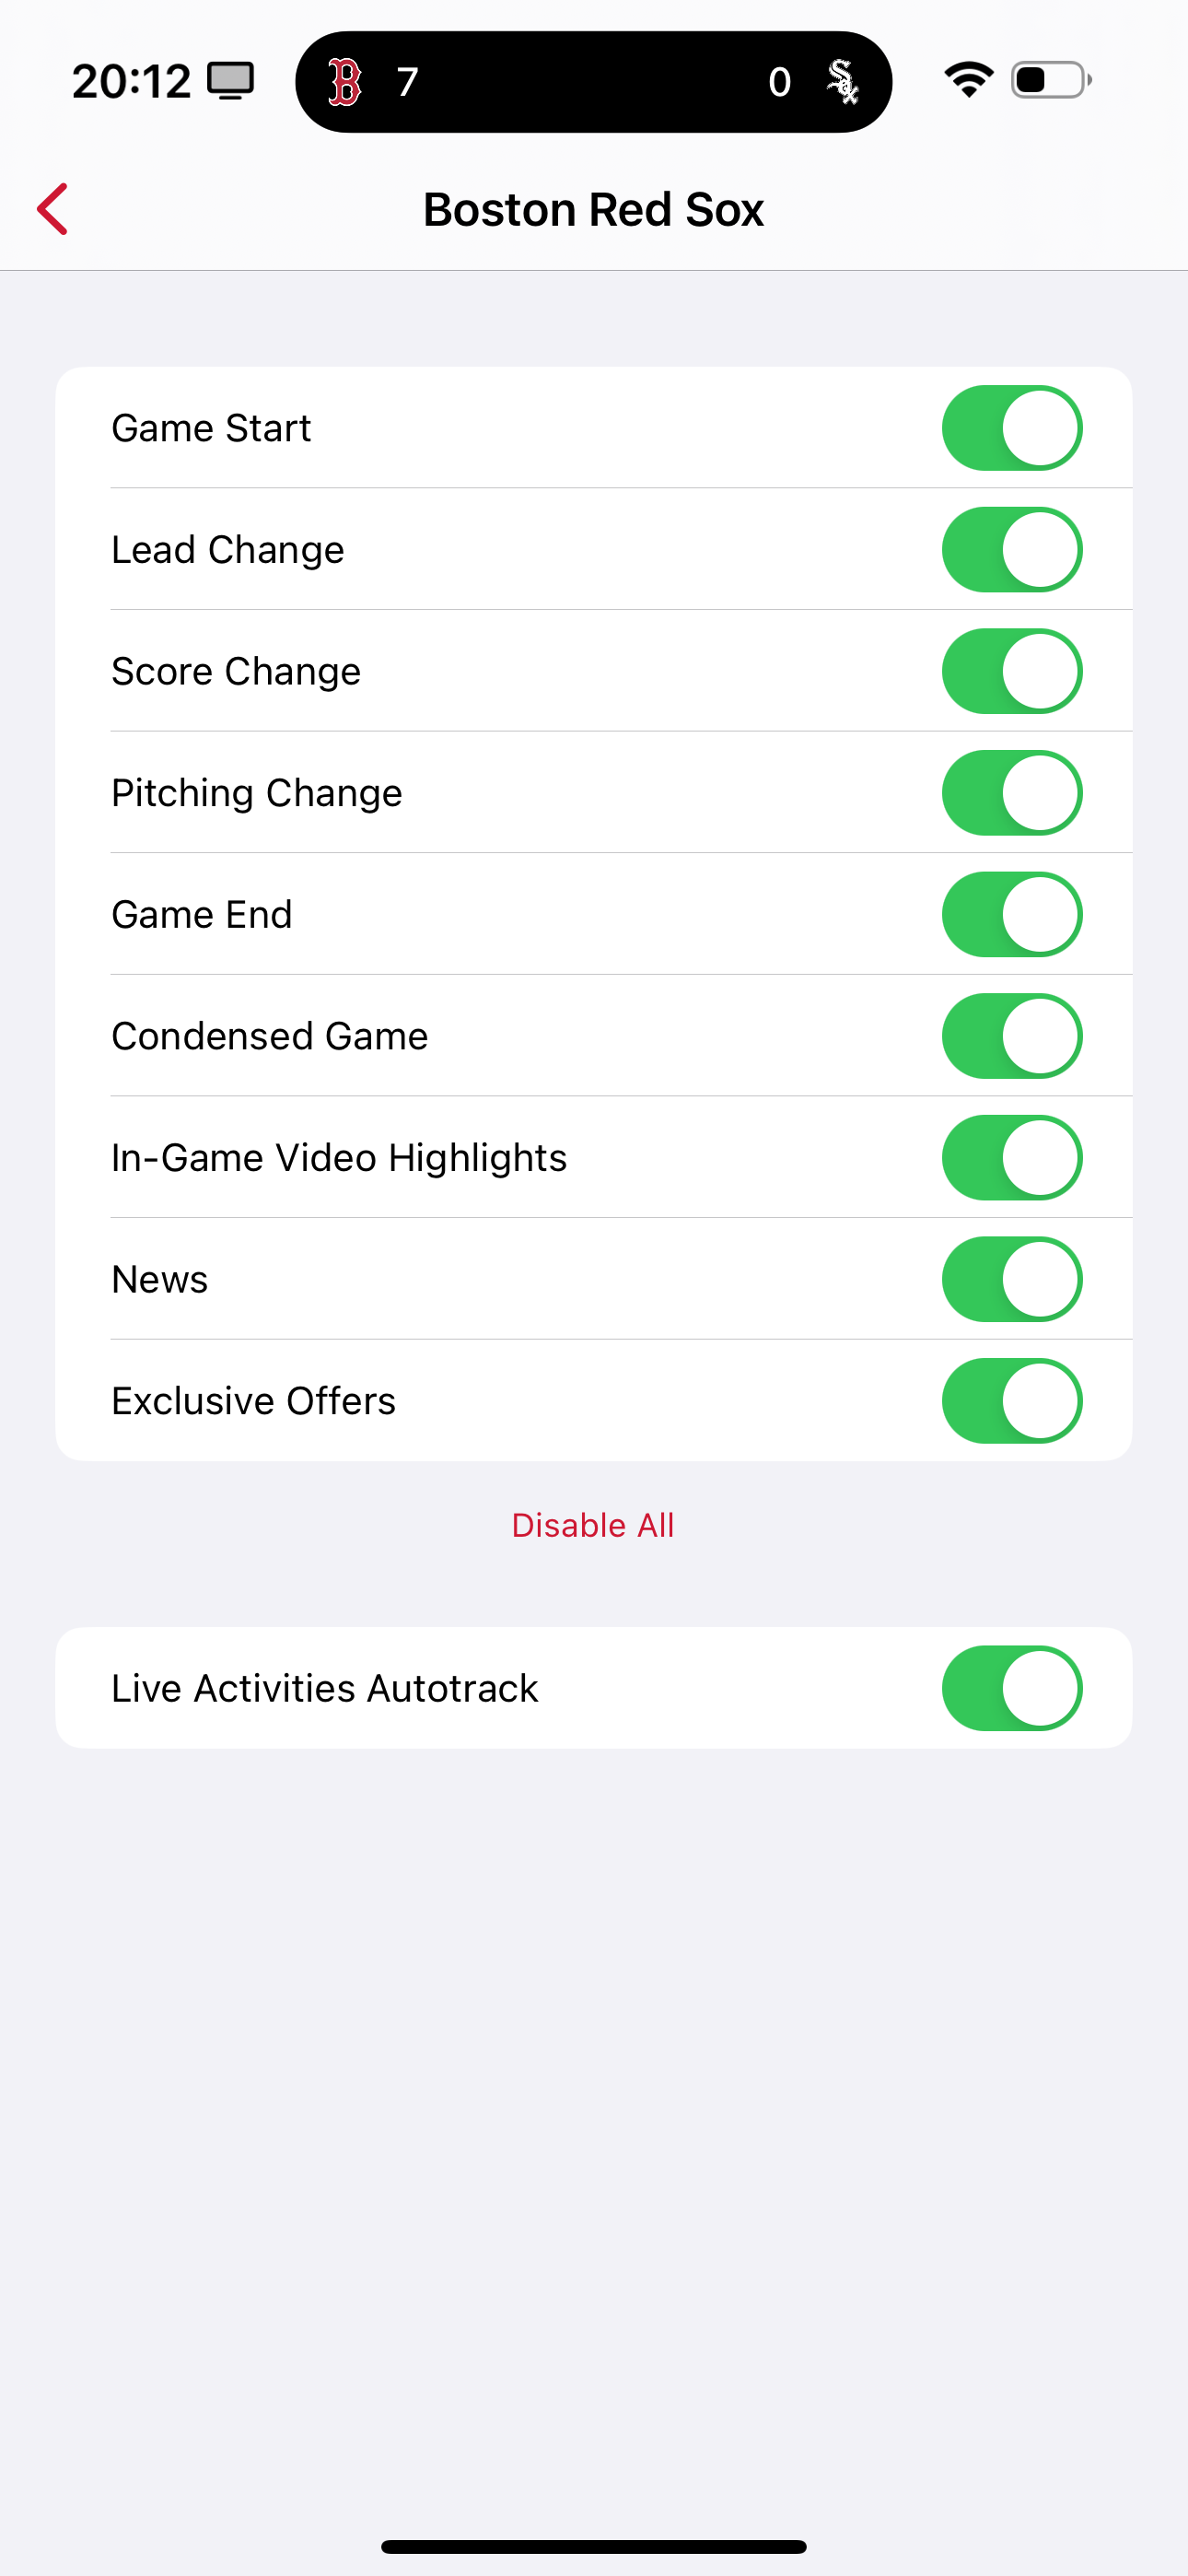 20:12 B 7 0 Sox
Boston Red Sox
Game Start
Lead Change
Score Change
Pitching Change
Game End
Condensed Game
In-Game Video Highlights
News
Exclusive Offers
Disable All
Live Activities Autotrack